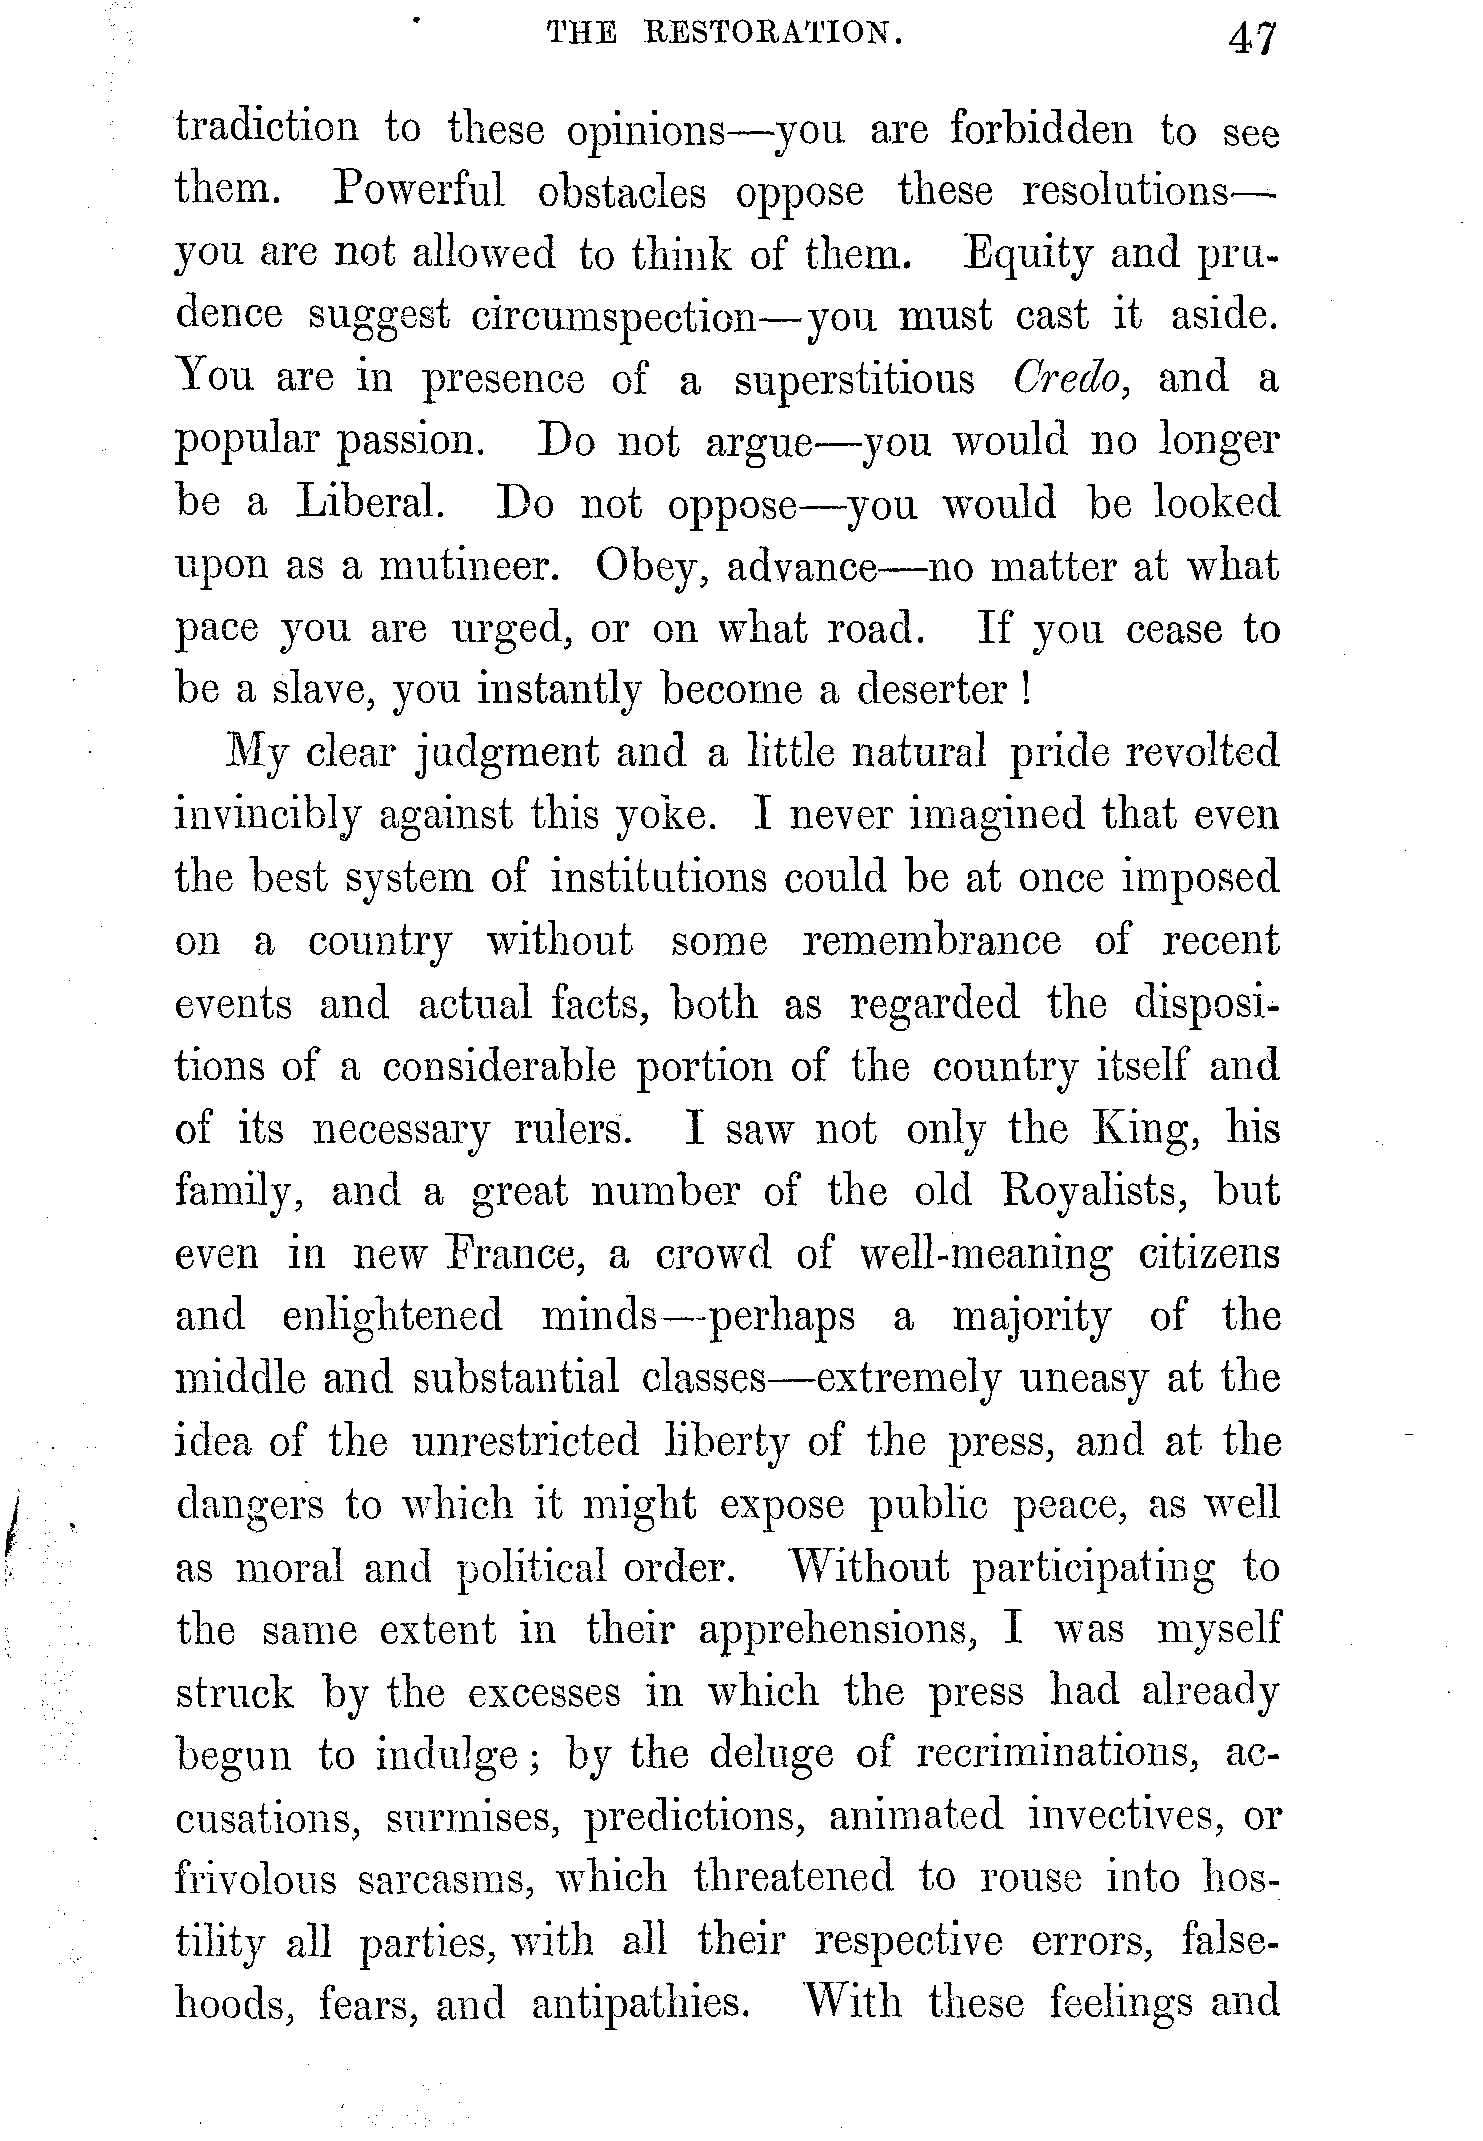 THE RESTORATION. 47
tradiction to these opinions—you are forbidden to see
them. Powerful obstacles oppose these resolutions—
you are not allowed to think of them. Equity and pru-
dence suggest circumspection—you must cast it aside.
You are in presence of a superstitious Credo, and a
popular passion. Do not argue—you would no longer
be a Liberal. Do not oppose—you would be looked
upon as a mutineer. Obey, advance—no matter at what
pace you are urged, or on what road. If you cease to
be a slave, you instantly become a deserter!
My clear judgment and a little natural pride revolted
invincibly against this yoke. I never imagined that even
the best system of institutions could be at once imposed
on a country without some remembrance of recent
events and actual facts, both as regarded the disposi-
tions of a considerable portion of the country itself and
of its necessary rulers. I saw not only the King, his
family, and a great number of the old Royalists, but
even in new France, a crowd of well-meaning citizens
and enlightened minds—perhaps a majority of the
middle and substantial classes—extremely uneasy at the
idea of the unrestricted liberty of the press, and at the
dangers to which it might expose public peace, as well
as moral and political order. Without participating to
the same extent in their apprehensions, I was myself
struck by the excesses in which the press had already
begun to indulge; by the deluge of recriminations, ac-
cusations, surmises, predictions, animated invectives, or
frivolous sarcasms, which threatened to rouse into hos-
tility all parties, with all their respective errors, false-
hoods, fears, and antipathies. With these feelings and